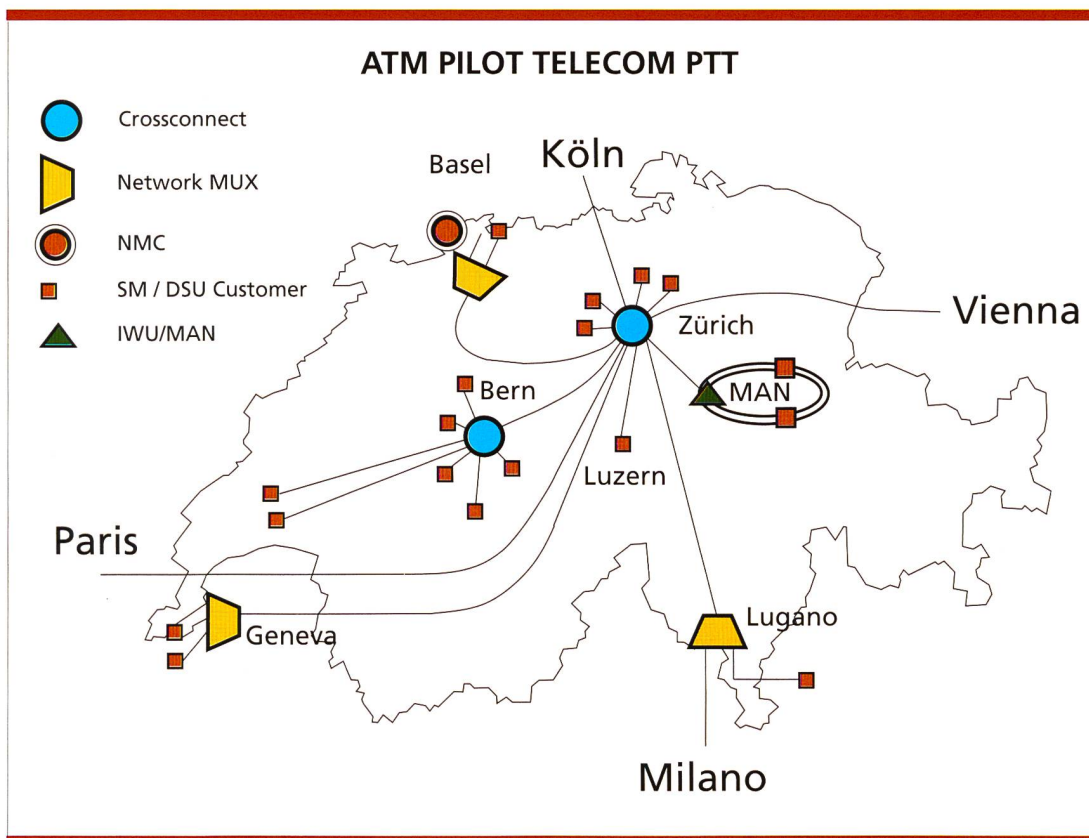 ATM PILOT TELECOM PTT
Crossconnect
Network MUX
NMC
SM / DSU Customer
IWU/MAN
Basel
Köln
Zürich
Vienna
Bern
MAN
Luzern
Paris
Geneva
Lugano
Milano